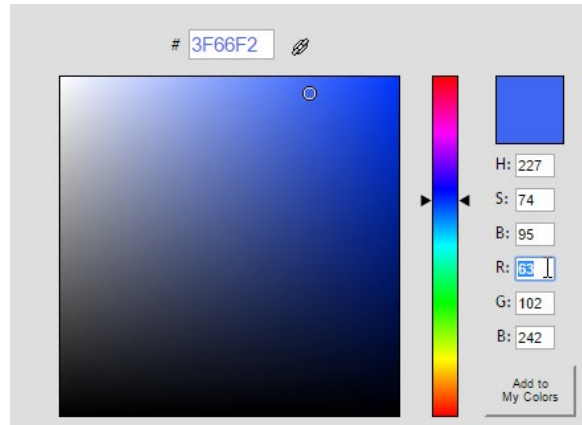 # 3F66F2
H: 227
S: 74
B: 95
R: 63
G: 102
B: 242
Add to
My Colors